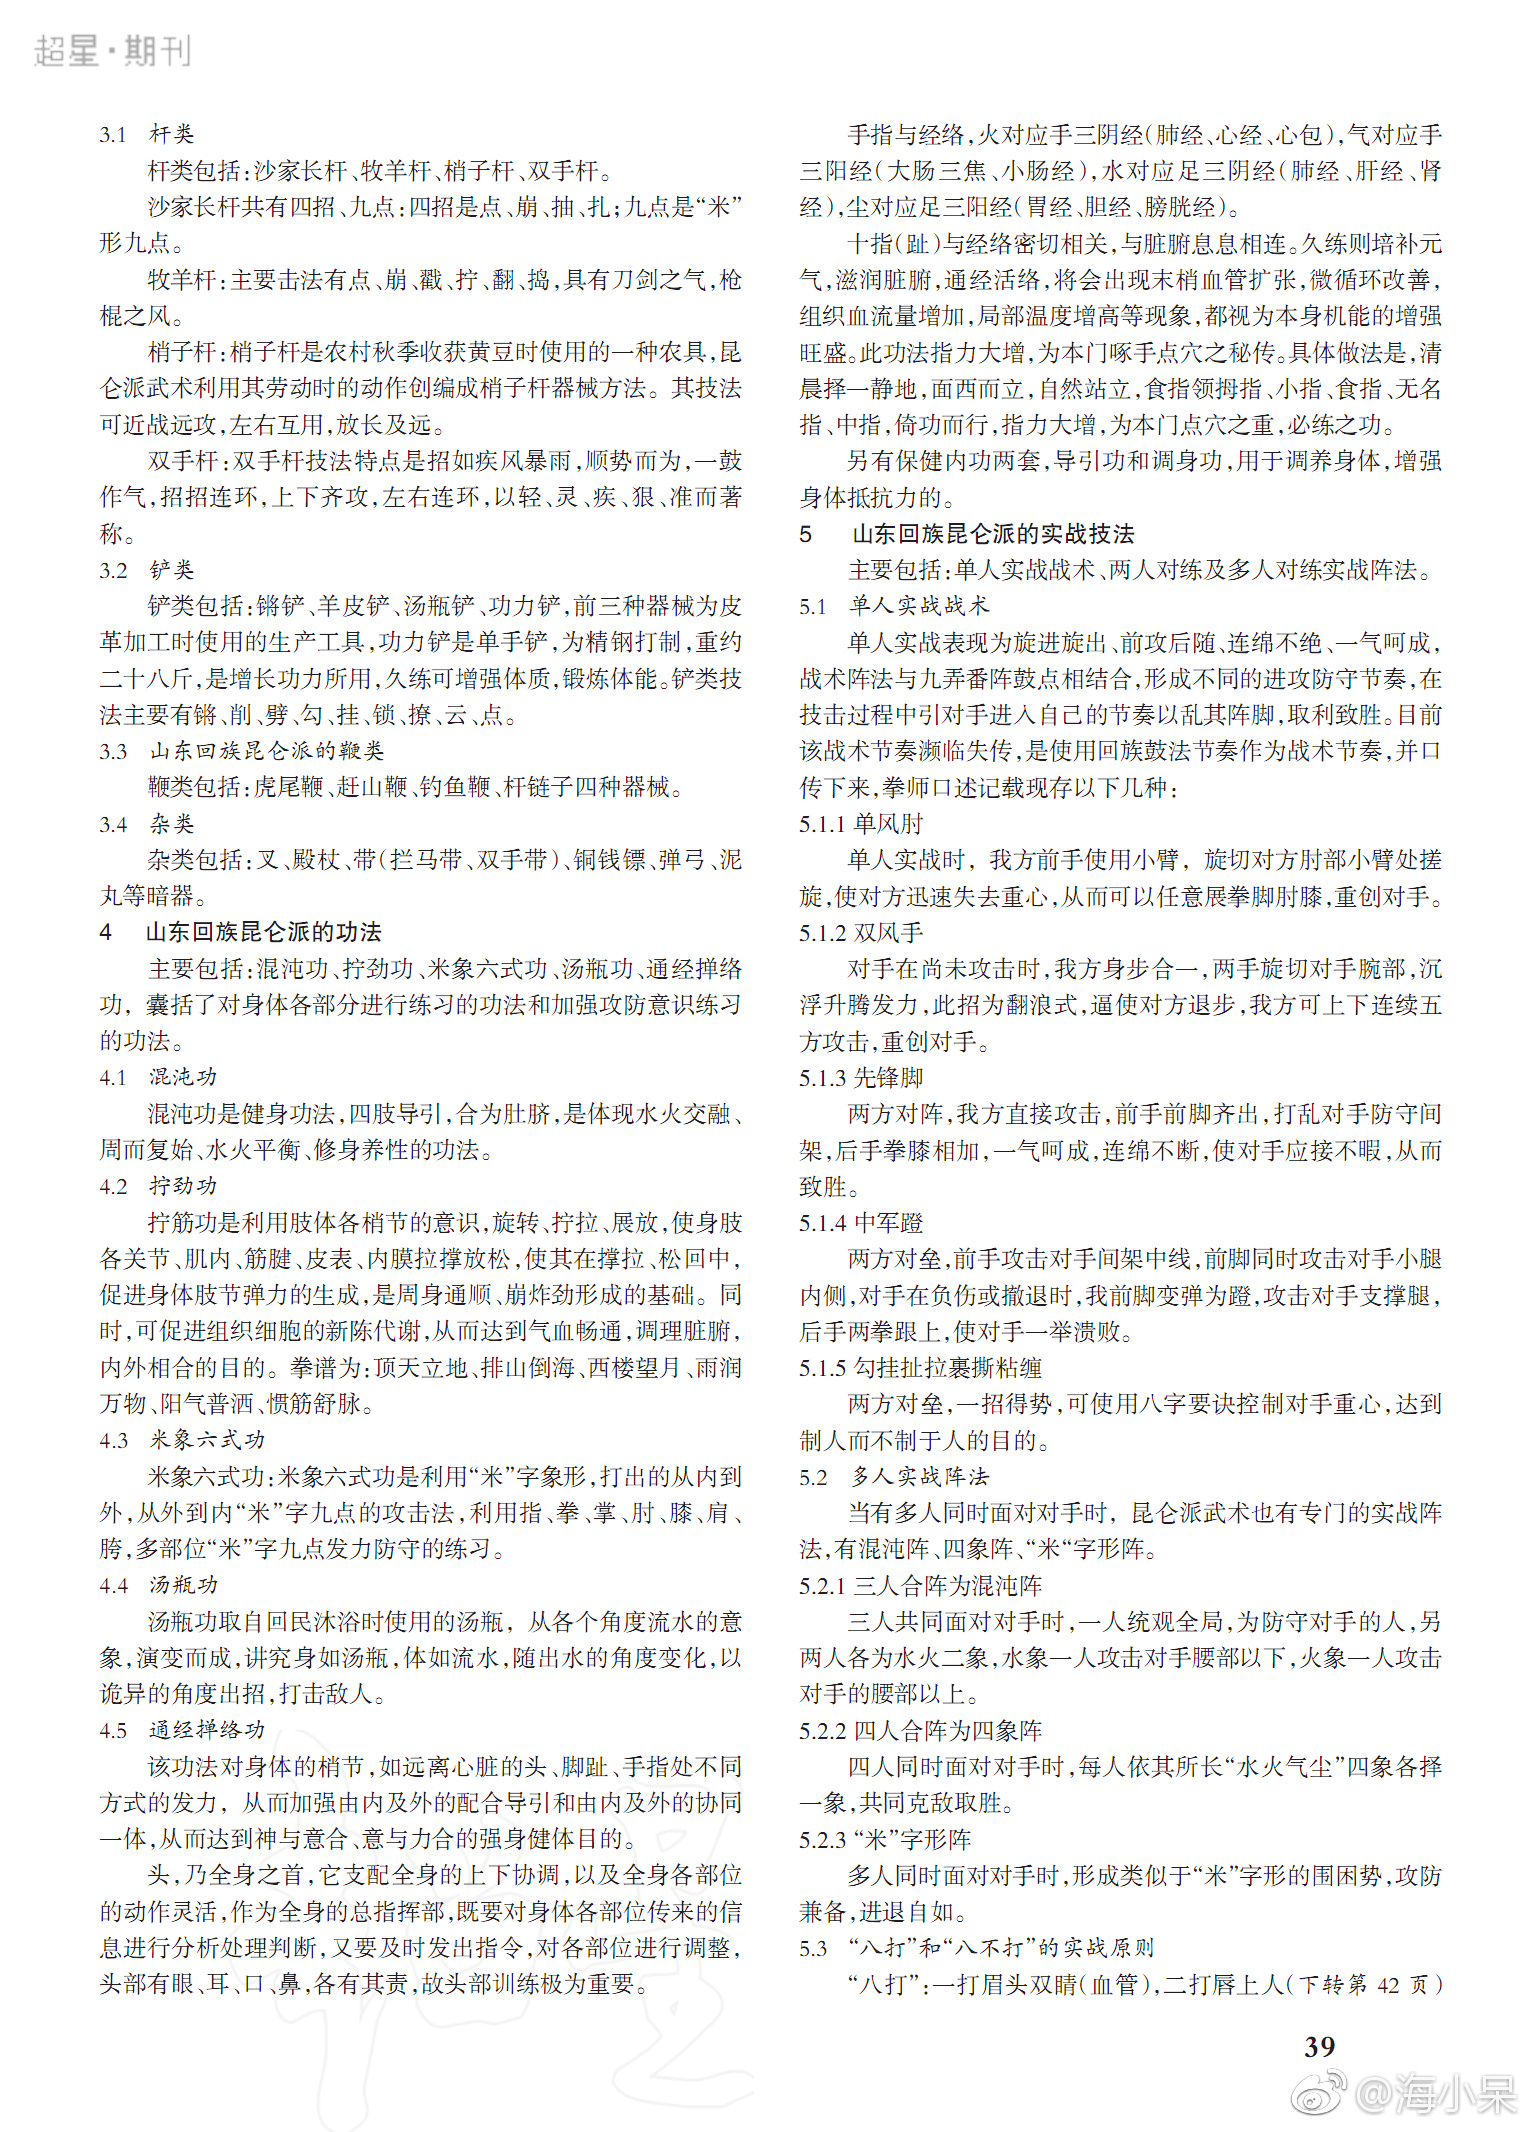 超星·期刊
3.1 杆类
杆类包括:沙家长杆、牧羊杆、梢子杆、双手杆。
沙家长杆共有四招、九点:四招是点、崩、抽、扎;九点是“米”
形九点。
牧羊杆:主要击法有点、崩、戳、拧、翻、捣,具有刀剑之气,枪
棍之风。
梢子杆:梢子杆是农村秋季收获黄豆时使用的一种农具,昆
仑派武术利用其劳动时的动作创编成梢子杆器械方法。其技法
可近战远攻,左右互用,放长及远。
双手杆:双手杆技法特点是招如疾风暴雨,顺势而为,一鼓
作气,招招连环,上下齐攻,左右连环,以轻、灵、疾、狠、准而著
称。
3.2 铲类
铲类包括:锵铲、羊皮铲、汤瓶铲、功力铲,前三种器械为皮
革加工时使用的生产工具,功力铲是单手铲,为精钢打制,重约
二十八斤,是增长功力所用,久练可增强体质,锻炼体能。铲类技
法主要有锵、削、劈、勾、挂、锁、撩、云、点。
3.3 山东回族昆仑派的鞭类
鞭类包括:虎尾鞭、赶山鞭、钓鱼鞭、杆链子四种器械。
3.4 杂类
杂类包括:叉、殿杖、带(拦马带、双手带)、铜钱镖、弹弓、泥
丸等暗器。
4 山东回族昆仑派的功法
主要包括:混沌功、拧劲功、米象六式功、汤瓶功、通经掸络
功,囊括了对身体各部分进行练习的功法和加强攻防意识练习
的功法。
4.1 混沌功
混沌功是健身功法,四肢导引,合为肚脐,是体现水火交融、
周而复始、水火平衡、修身养性的功法。
4.2 拧劲功
拧筋功是利用肢体各梢节的意识,旋转、拧拉、展放,使身肢
各关节、肌内、筋腱、皮表、内膜拉撑放松,使其在撑拉、松回中,
促进身体肢节弹力的生成,是周身通顺、崩炸劲形成的基础。同
时,可促进组织细胞的新陈代谢,从而达到气血畅通,调理脏腑,
内外相合的目的。拳谱为:顶天立地、排山倒海、西楼望月、雨润
万物、阳气普洒、惯筋舒脉。
4.3 米象六式功
米象六式功:米象六式功是利用“米”字象形,打出的从内到
外,从外到内“米”字九点的攻击法,利用指、拳、掌、肘、膝、肩、
胯,多部位“米”字九点发力防守的练习。
4.4 汤瓶功
汤瓶功取自回民沐浴时使用的汤瓶,从各个角度流水的意
象,演变而成,讲究身如汤瓶,体如流水,随出水的角度变化,以
诡异的角度出招,打击敌人。
4.5 通经掸络功
该功法对身体的梢节,如远离心脏的头、脚趾、手指处不同
方式的发力,从而加强由内及外的配合导引和由内及外的协同
一体,从而达到神与意合、意与力合的强身健体目的。
头,乃全身之首,它支配全身的上下协调,以及全身各部位
的动作灵活,作为全身的总指挥部,既要对身体各部位传来的信
息进行分析处理判断,又要及时发出指令,对各部位进行调整,
头部有眼、耳、口、鼻,各有其责,故头部训练极为重要。
手指与经络,火对应手三阴经(肺经、心经、心包),气对应手
三阳经(大肠三焦、小肠经),水对应足三阴经(肺经、肝经、肾
经),尘对应足三阳经(胃经、胆经、膀胱经)。
十指(趾)与经络密切相关,与脏腑息息相连。久练则培补元
气,滋润脏腑,通经活络,将会出现末梢血管扩张,微循环改善,
组织血流量增加,局部温度增高等现象,都视为本身机能的增强
旺盛。此功法指力大增,为本门啄手点穴之秘传。具体做法是,清
晨择一静地,面西而立,自然站立,食指领拇指、小指、食指、无名
指、中指,倚功而行,指力大增,为本门点穴之重,必练之功。
另有保健内功两套,导引功和调身功,用于调养身体,增强
身体抵抗力的。
5 山东回族昆仑派的实战技法
主要包括:单人实战战术、两人对练及多人对练实战阵法。
5.1 单人实战战术
单人实战表现为旋进旋出、前攻后随、连绵不绝、一气呵成,
战术阵法与九弄番阵鼓点相结合,形成不同的进攻防守节奏,在
技击过程中引对手进入自己的节奏以乱其阵脚,取利致胜。目前
该战术节奏濒临失传,是使用回族鼓法节奏作为战术节奏,并口
传下来,拳师口述记载现存以下几种:
5.1.1 单风肘
单人实战时,我方前手使用小臂,旋切对方肘部小臂处搓
旋,使对方迅速失去重心,从而可以任意展拳脚肘膝,重创对手。
5.1.2 双风手
对手在尚未攻击时,我方身步合一,两手旋切对手腕部,沉
浮升腾发力,此招为翻浪式,逼使对方退步,我方可上下连续五
方攻击,重创对手。
5.1.3 先锋脚
两方对阵,我方直接攻击,前手前脚齐出,打乱对手防守间
架,后手拳膝相加,一气呵成,连绵不断,使对手应接不暇,从而
致胜。
5.1.4 中军蹬
两方对垒,前手攻击对手间架中线,前脚同时攻击对手小腿
内侧,对手在负伤或撤退时,我前脚变弹为蹬,攻击对手支撑腿,
后手两拳跟上,使对手一举溃败。
5.1.5 勾挂扯拉裹撕粘缠
两方对垒,一招得势,可使用八字要诀控制对手重心,达到
制人而不制于人的目的。
5.2 多人实战阵法
当有多人同时面对对手时,昆仑派武术也有专门的实战阵
法,有混沌阵、四象阵、“米“字形阵。
5.2.1 三人合阵为混沌阵
三人共同面对对手时,一人统观全局,为防守对手的人,另
两人各为水火二象,水象一人攻击对手腰部以下,火象一人攻击
对手的腰部以上。
5.2.2 四人合阵为四象阵
四人同时面对对手时,每人依其所长“水火气尘”四象各择
一象,共同克敌取胜。
5.2.3 “米”字形阵
多人同时面对对手时,形成类似于“米”字形的围困势,攻防
兼备,进退自如。
5.3 “八打”和“八不打”的实战原则
“八打”:一打眉头双睛(血管),二打唇上人(下转第 42 页)
39
@海小呆